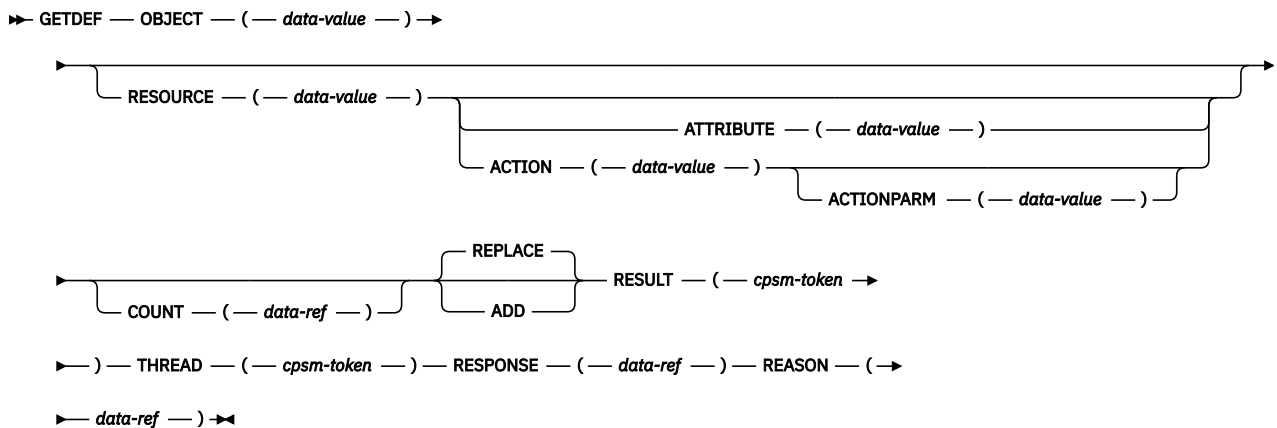 GETDEF — OBJECT — ( — data-value — )
RESOURCE — ( — data-value — )
ATTRIBUTE — ( — data-value — )
ACTION — ( — data-value — )
ACTIONPARM — ( — data-value — )
REPLACE
RESULT — ( — cpsm-token
COUNT — ( — data-ref — )
ADD
) — THREAD — ( — cpsm-token — ) — RESPONSE — ( — data-ref — ) — REASON — (
data-ref — )